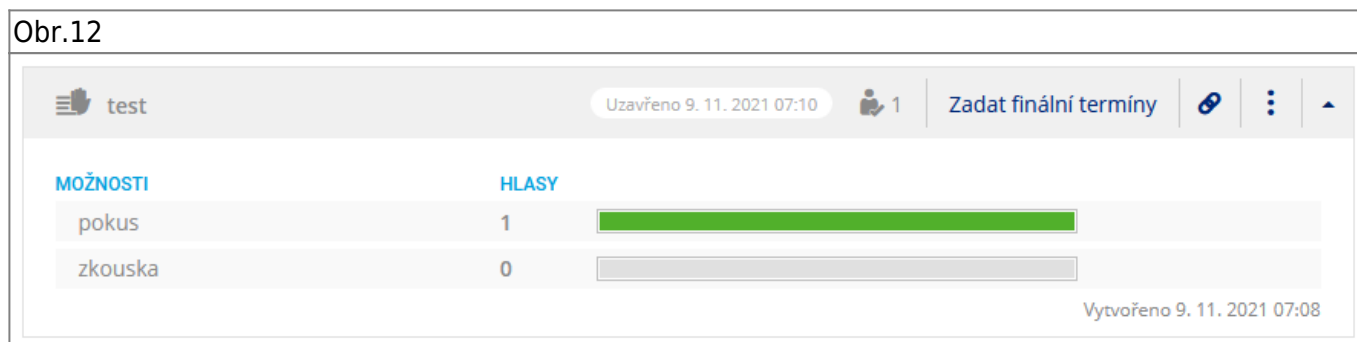 Obr.12
test Uzavřeno 9. 11. 2021 07:10 1 Zadat finální termíny
MOŽNOSTI HLASY
pokus 1
zkouska 0
Vytvořeno 9. 11. 2021 07:08